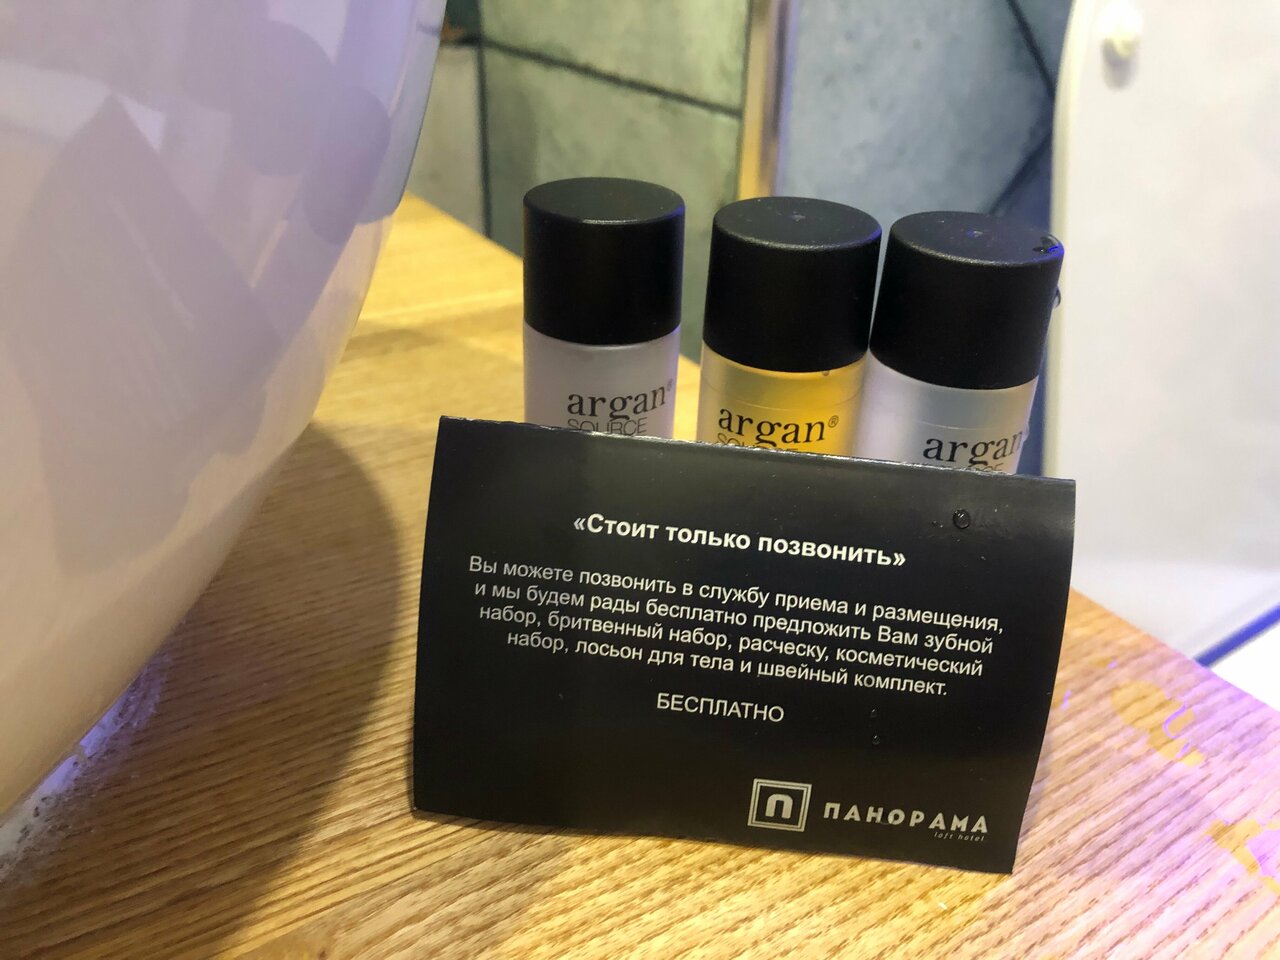 argan®
SOURCE
argan®
argan
«Стоит только позвонить»
Вы можете позвонить в службу приема и размещения,
и мы будем рады бесплатно предложить Вам зубной
набор, бритвенный набор, расческу, косметический
набор, лосьон для тела и швейный комплект.
БЕСПЛАТНО
П ПАНОРАМА
loft hotel